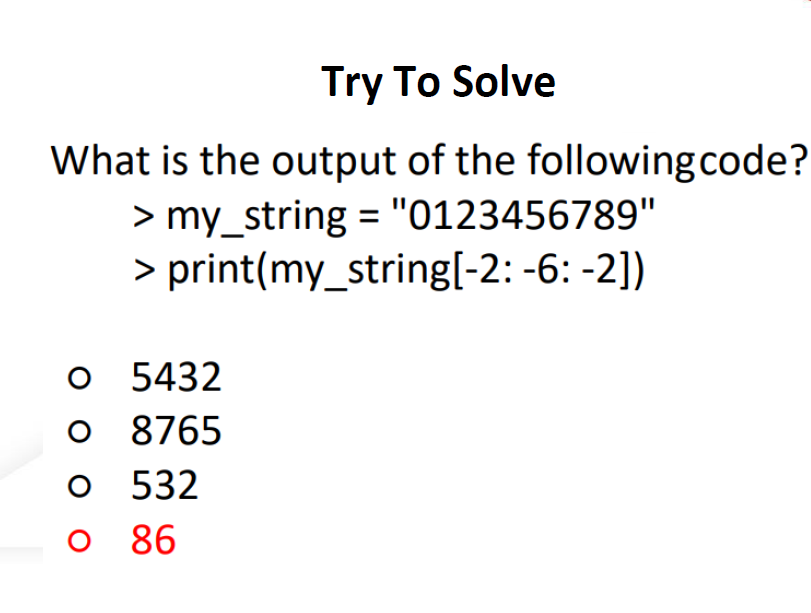 Try To Solve
What is the output of the followingcode?
> my_string = "0123456789"
> print(my_string[-2: -6: -2])
5432
8765
532
86